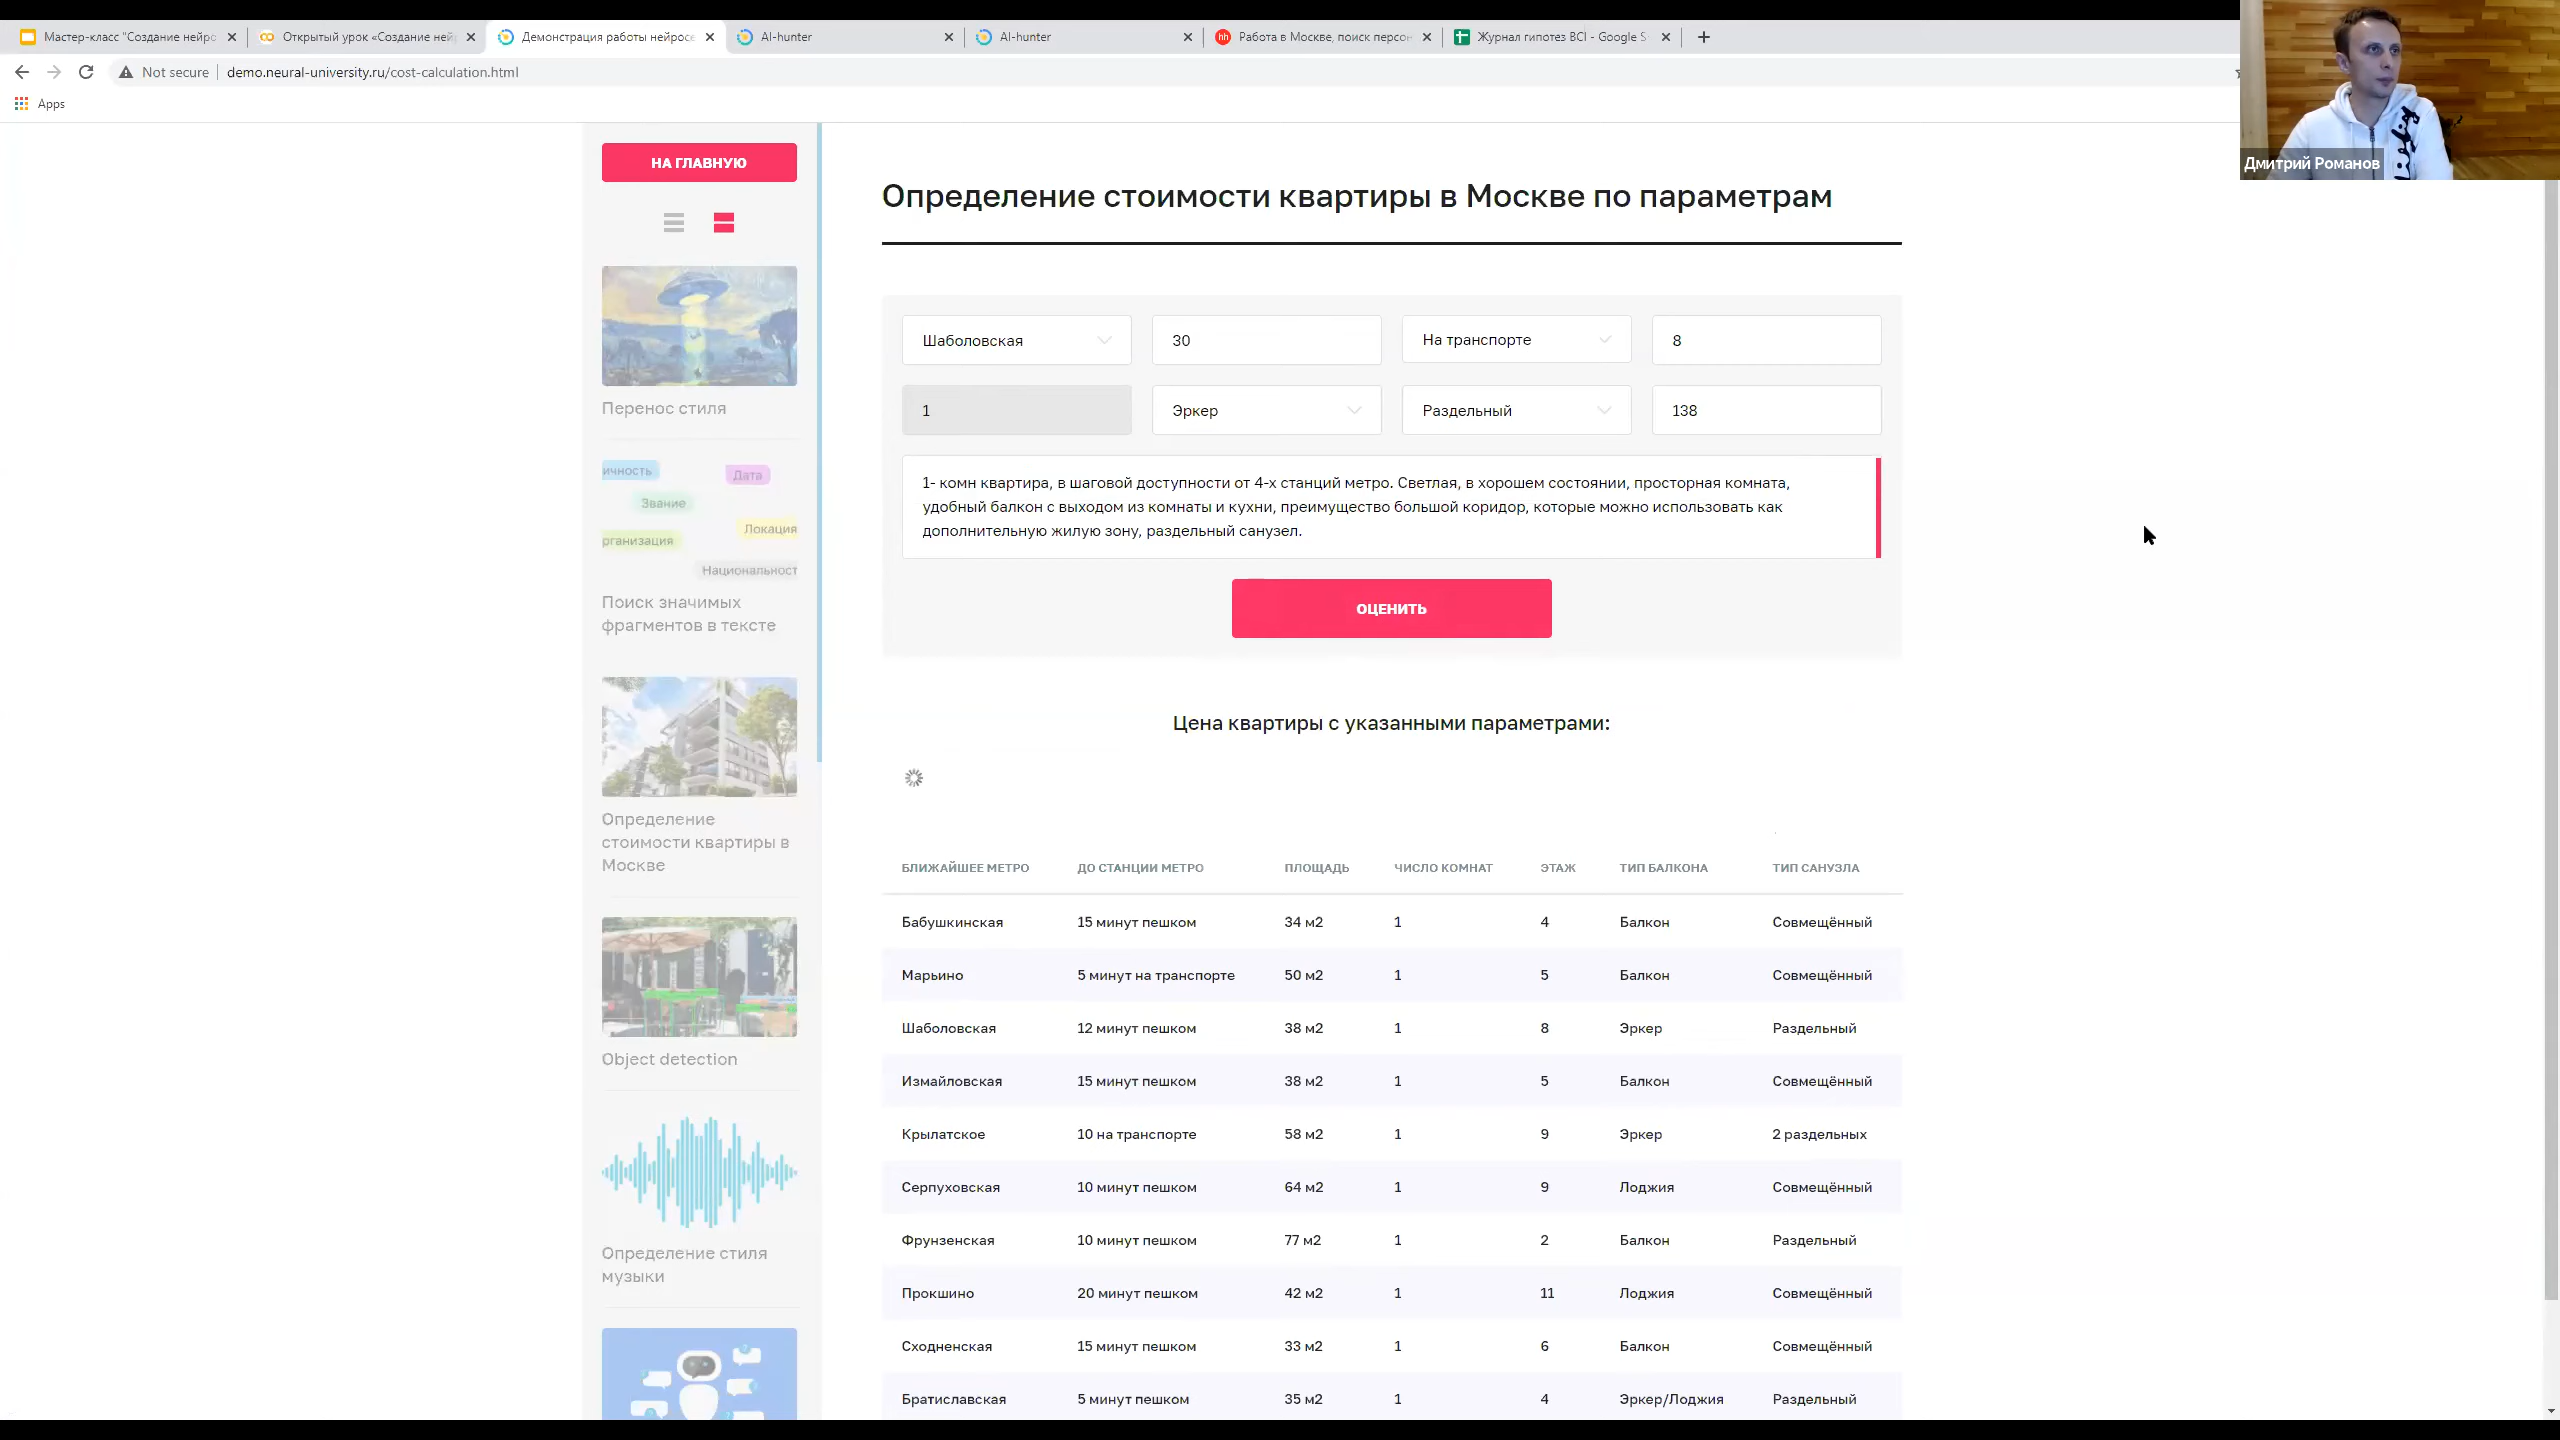 Мастер-класс "Создание нейро
Открытый урок «Создание ней
Демонстрация работы нейросе
AI-hunter
AI-hunter
Работа в Москве, поиск персон
Журнал гипотез BCI - Google S
Not secure
demo.neural-university.ru/cost-calculation.html
Apps
Дмитрий Романов
НА ГЛАВНУЮ
Перенос стиля
ичность
Дата
Звание
Локация
рганизация
Национальност
Поиск значимых
фрагментов в тексте
Определение
стоимости квартиры в
Москве
Object detection
Определение стиля
музыки
Определение стоимости квартиры в Москве по параметрам
Шаболовская 30 На транспорте 8
1 Эркер Раздельный 138
1- комн квартира, в шаговой доступности от 4-х станций метро. Светлая, в хорошем состоянии, просторная комната,
удобный балкон с выходом из комнаты и кухни, преимущество большой коридор, которые можно использовать как
дополнительную жилую зону, раздельный санузел.
ОЦЕНИТЬ
Цена квартиры с указанными параметрами:
БЛИЖАЙШЕЕ МЕТРО ДО СТАНЦИИ МЕТРО ПЛОЩАДЬ ЧИСЛО КОМНАТ ЭТАЖ ТИП БАЛКОНА ТИП САНУЗЛА
Бабушкинская 15 минут пешком 34 м2 1 4 Балкон Совмещённый
Марьино 5 минут на транспорте 50 м2 1 5 Балкон Совмещённый
Шаболовская 12 минут пешком 38 м2 1 8 Эркер Раздельный
Измайловская 15 минут пешком 38 м2 1 5 Балкон Совмещённый
Крылатское 10 на транспорте 58 м2 1 9 Эркер 2 раздельных
Серпуховская 10 минут пешком 64 м2 1 9 Лоджия Совмещённый
Фрунзенская 10 минут пешком 77 м2 1 2 Балкон Раздельный
Прокшино 20 минут пешком 42 м2 1 11 Лоджия Совмещённый
Сходненская 15 минут пешком 33 м2 1 6 Балкон Совмещённый
Братиславская 5 минут пешком 35 м2 1 4 Эркер/Лоджия Раздельный